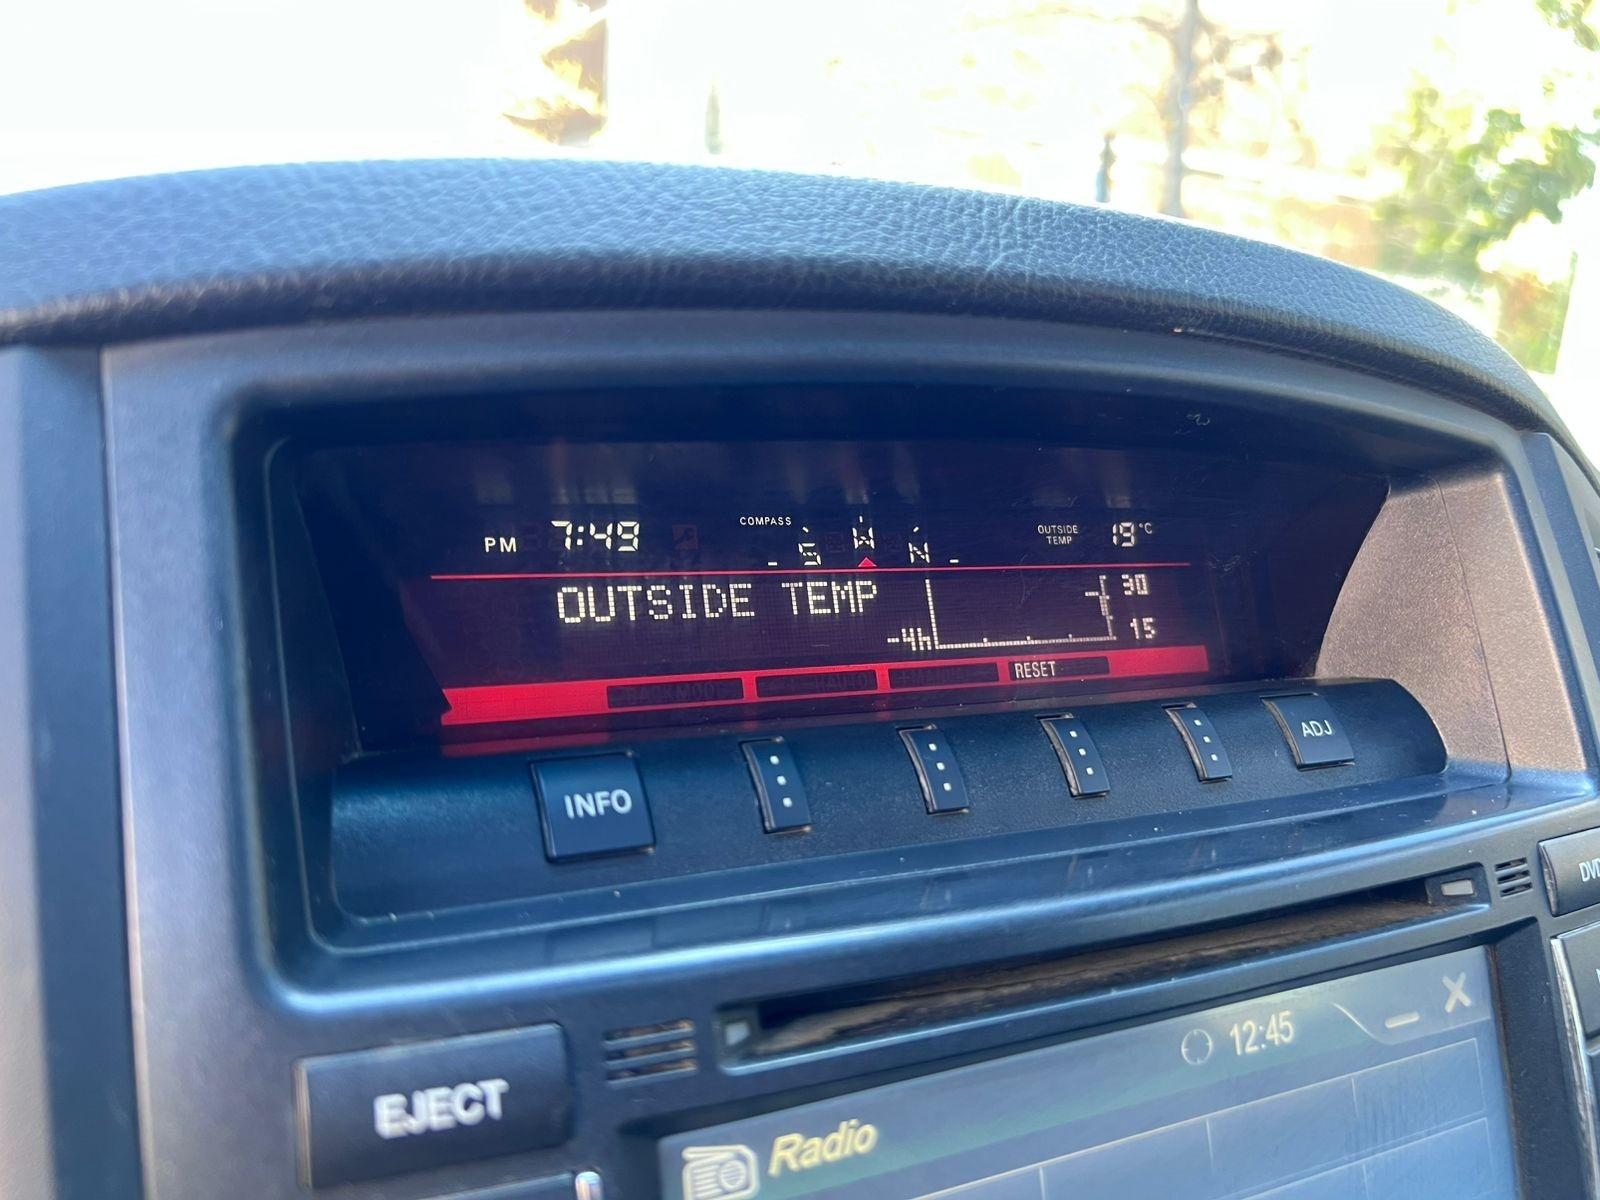 PM 7:49 COMPASS S W N OUTSIDE TEMP 19°C
OUTSIDE TEMP
30
-4h 15
RESET
INFO
ADJ
DVD
EJECT
12:45 X
Radio